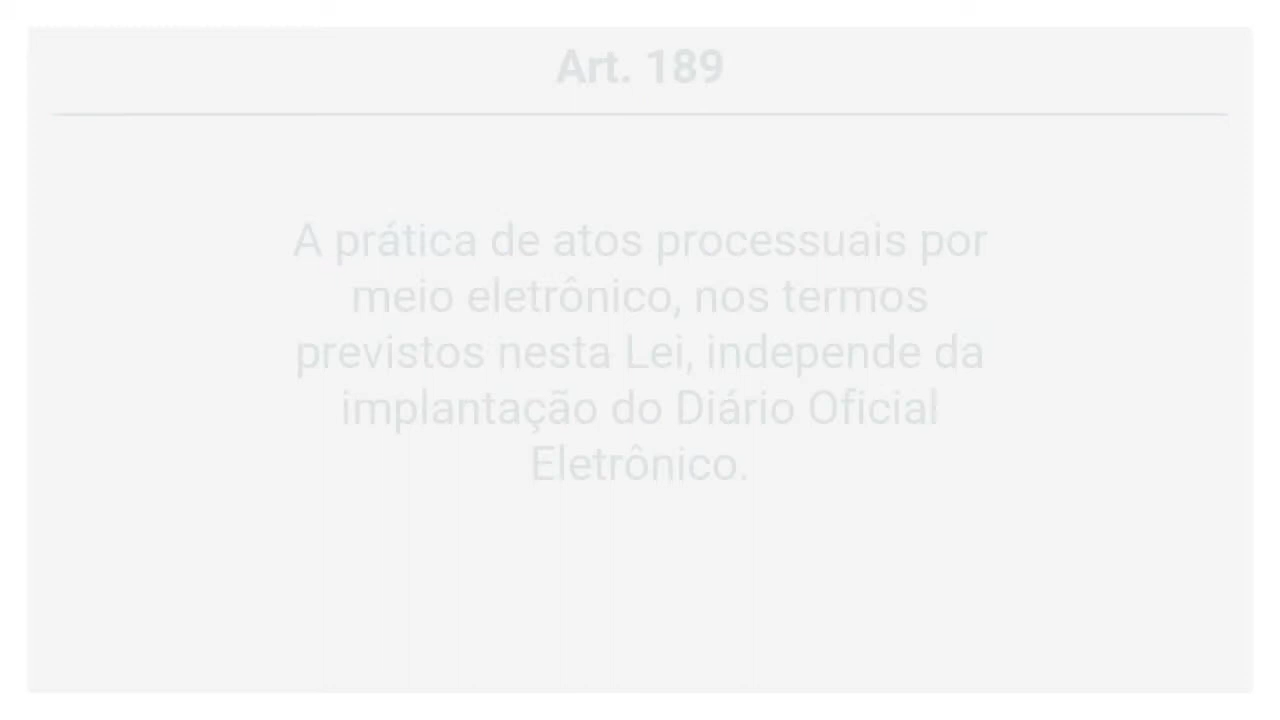 Art. 189
A prática de atos processuais por
meio eletrônico, nos termos
previstos nesta Lei, independe da
implantação do Diário Oficial
Eletrônico.